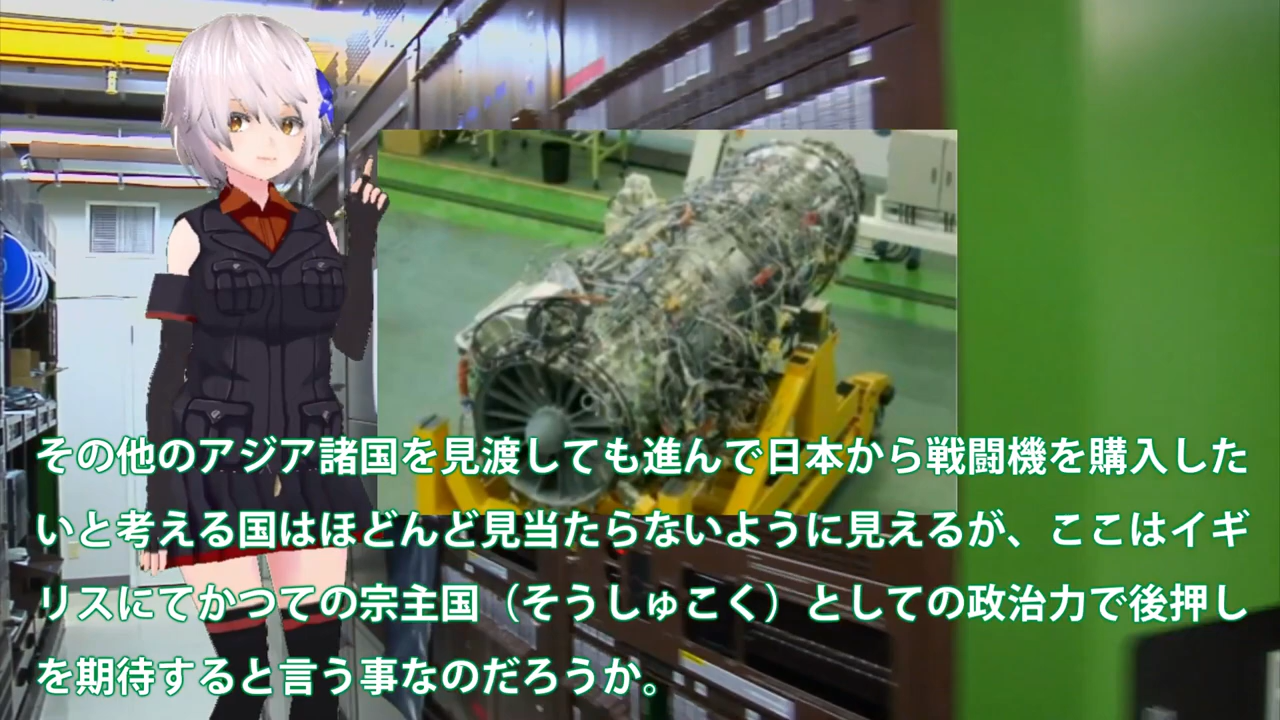 その他のアジア諸国を見渡しても進んで日本から戦闘機を購入した
いと考える国はほどんど見当たらないように見えるが、ここはイギ
リスにてかつての宗主国（そうしゅこく）としての政治力で後押し
を期待すると言う事なのだろうか。